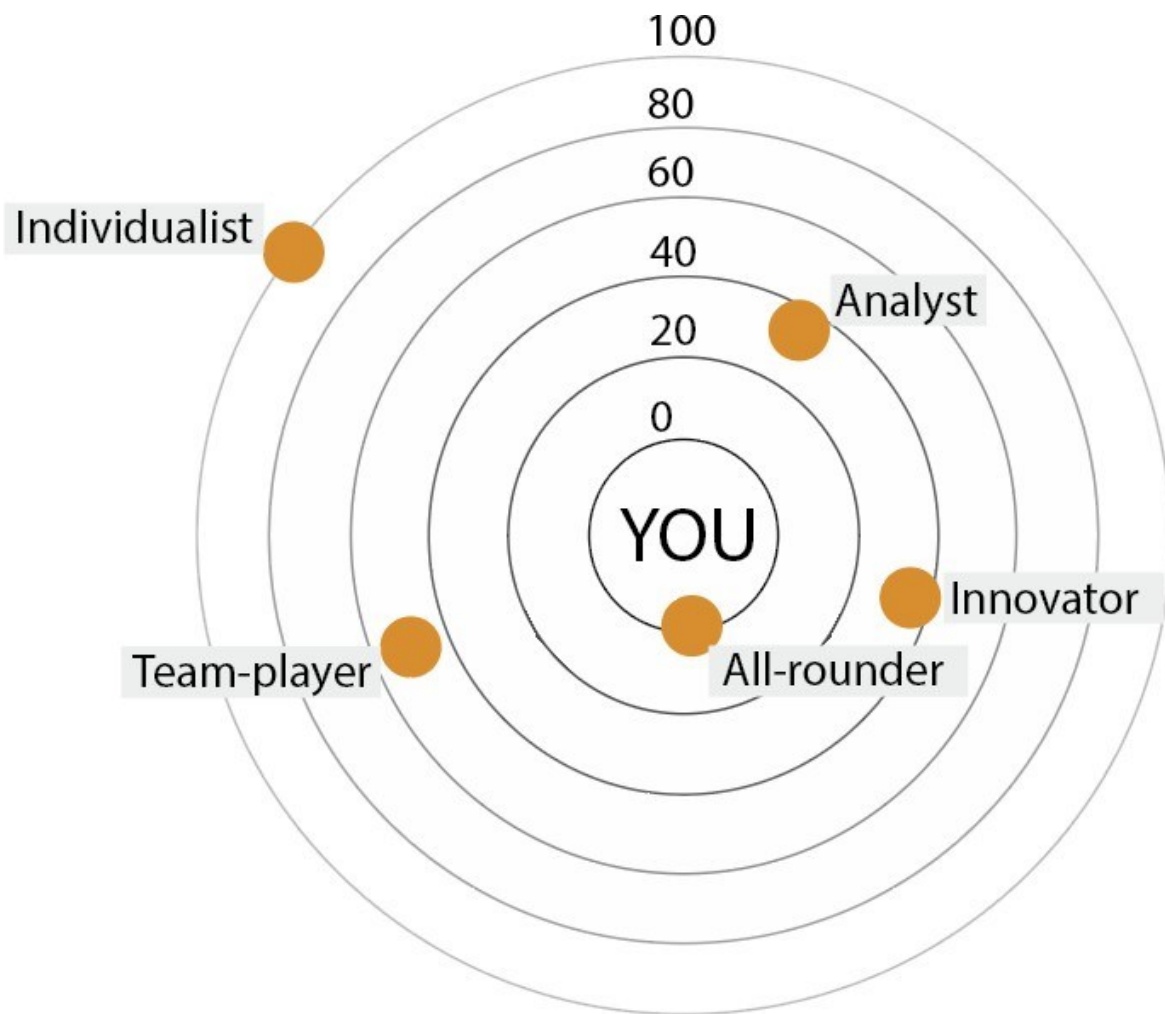 100
80
60
Individualist
40
Analyst
20
0
YOU
Innovator
Team-player
All-rounder